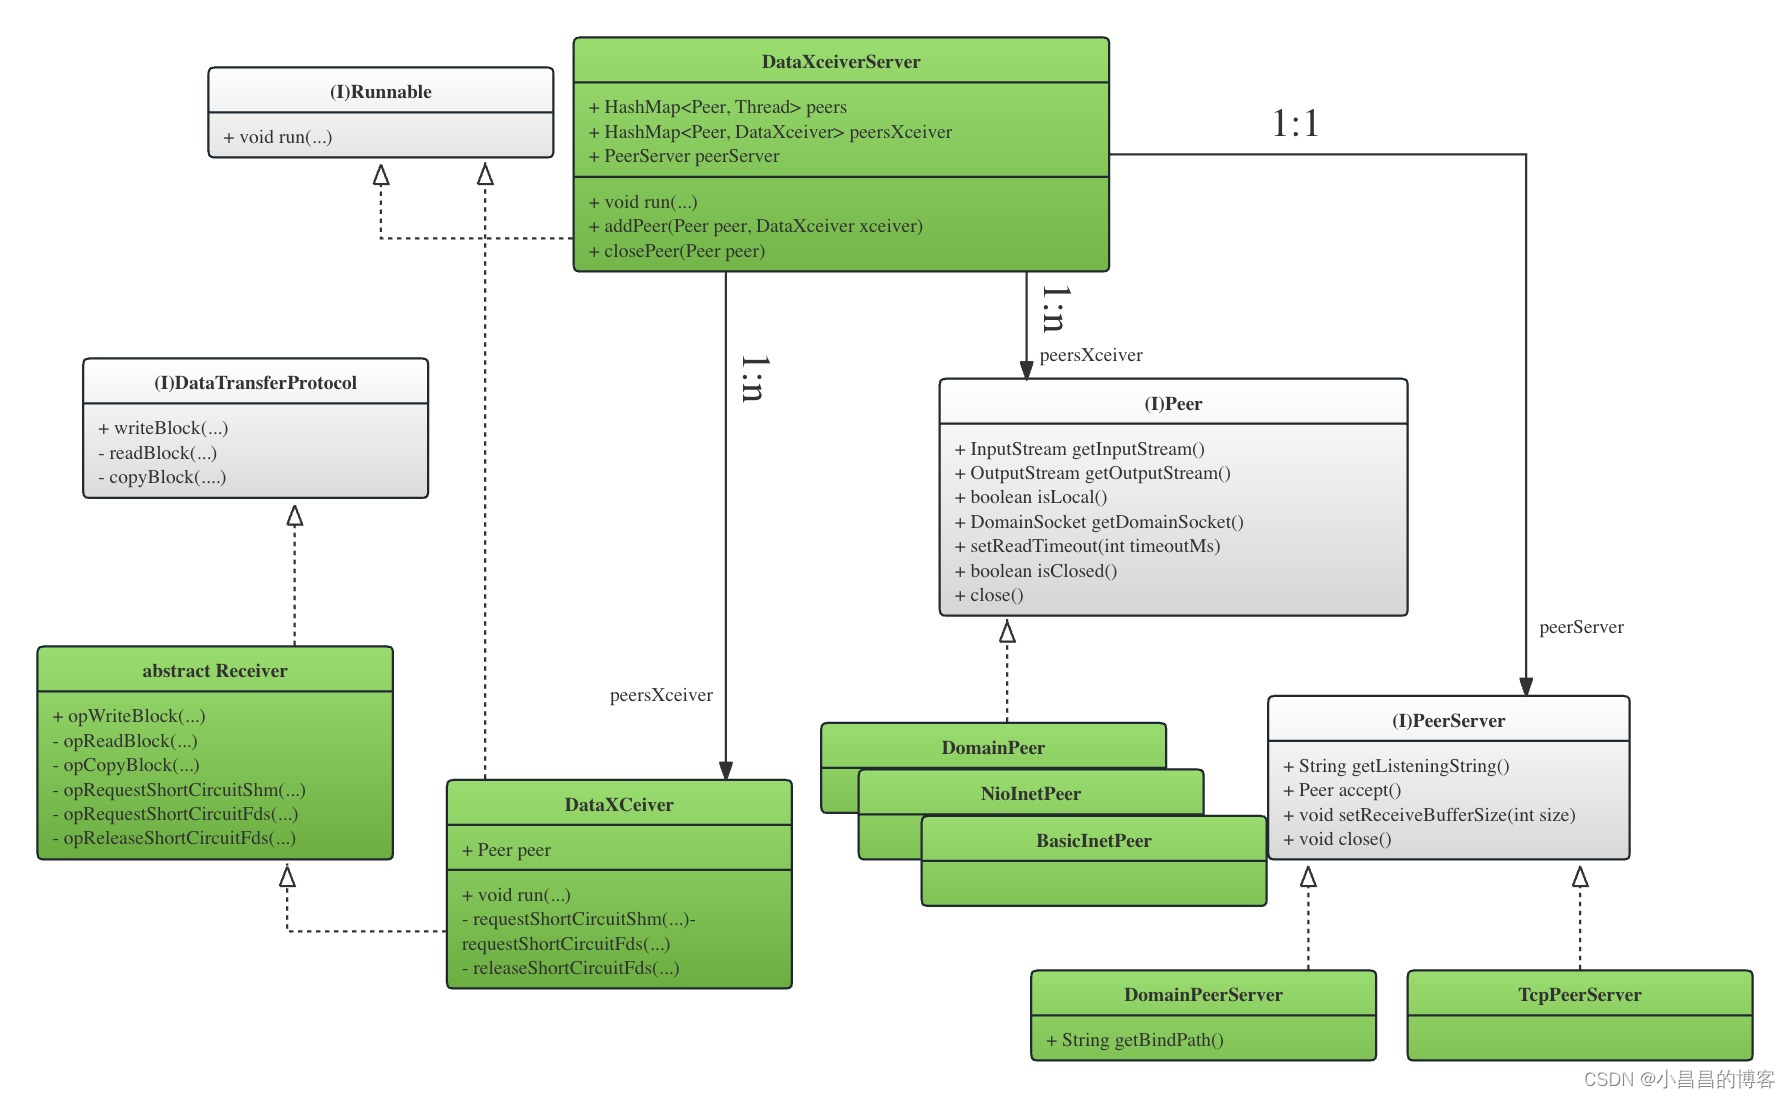 DataXceiverServer
+ HashMap<Peer, Thread> peers
+ HashMap<Peer, DataXceiver> peersXceiver
+ PeerServer peerServer
+ void run(...)
+ addPeer(Peer peer, DataXceiver xceiver)
+ closePeer(Peer peer)
(I)Runnable
+ void run(...)
1:1
1:n
peersXceiver
1:n
(I)DataTransferProtocol
+ writeBlock(...)
- readBlock(...)
- copyBlock(....)
(I)Peer
+ InputStream getInputStream()
+ OutputStream getOutputStream()
+ boolean isLocal()
+ DomainSocket getDomainSocket()
+ setReadTimeout(int timeoutMs)
+ boolean isClosed()
+ close()
peerServer
abstract Receiver
+ opWriteBlock(...)
- opReadBlock(...)
- opCopyBlock(...)
- opRequestShortCircuitShm(...)
- opRequestShortCircuitFds(...)
- opReleaseShortCircuitFds(...)
peersXceiver
DataXCeiver
+ Peer peer
+ void run(...)
- requestShortCircuitShm(...)-
requestShortCircuitFds(...)
- releaseShortCircuitFds(...)
DomainPeer
NioInetPeer
BasicInetPeer
(I)PeerServer
+ String getListeningString()
+ Peer accept()
+ void setReceiveBufferSize(int size)
+ void close()
DomainPeerServer
+ String getBindPath()
TcpPeerServer
CSDN @小昌昌的博客